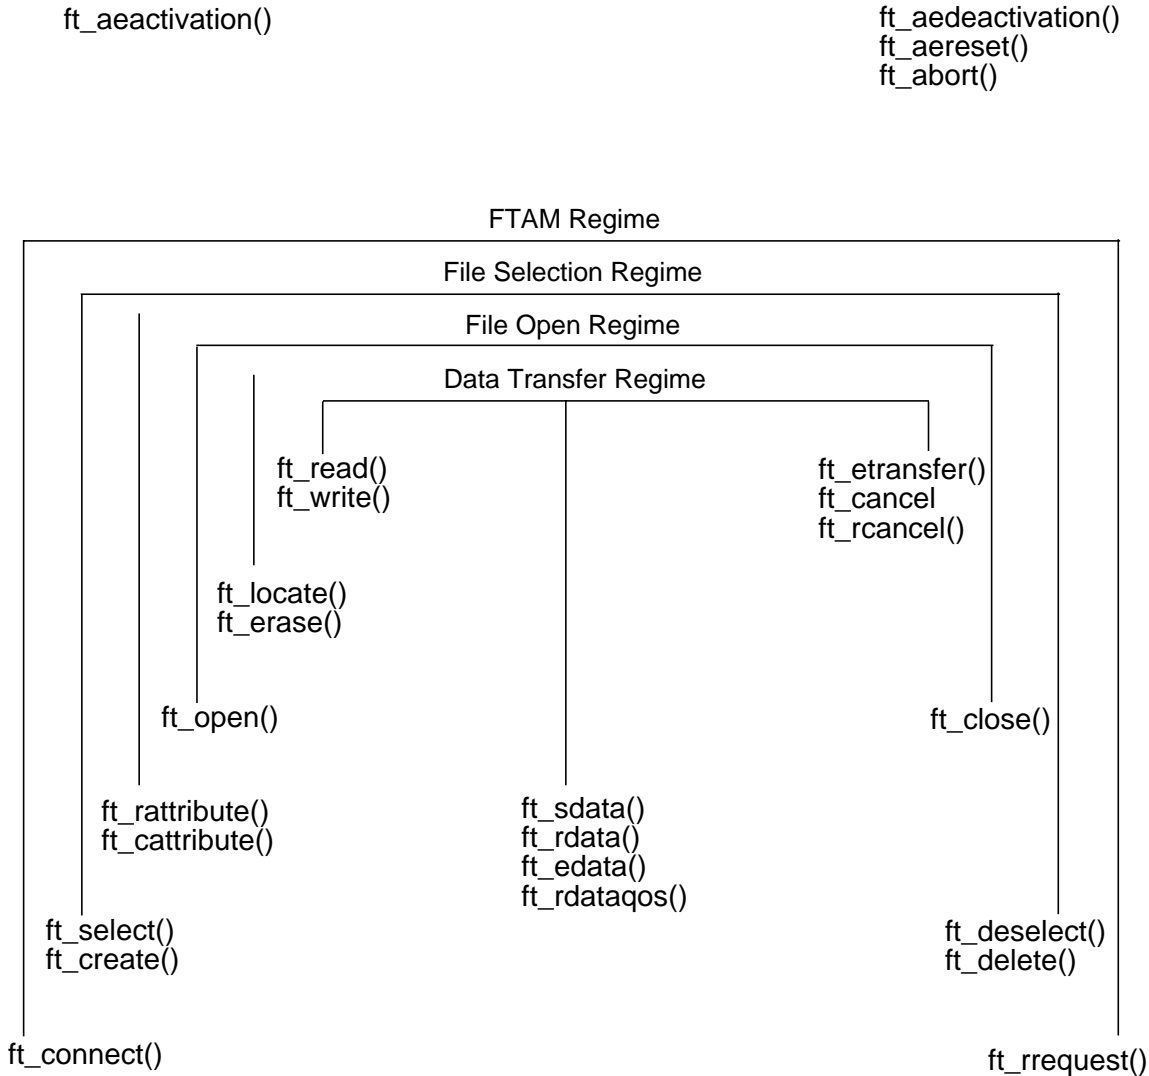 ft_aeactivation()
ft_aedeactivation()
ft_aereset()
ft_abort()
FTAM Regime
File Selection Regime
File Open Regime
Data Transfer Regime
ft_read()
ft_write()
ft_etransfer()
ft_cancel
ft_rcancel()
ft_locate()
ft_erase()
ft_open()
ft_close()
ft_rattribute()
ft_cattribute()
ft_sdata()
ft_rdata()
ft_edata()
ft_rdataqos()
ft_select()
ft_create()
ft_deselect()
ft_delete()
ft_connect()
ft_rrequest()